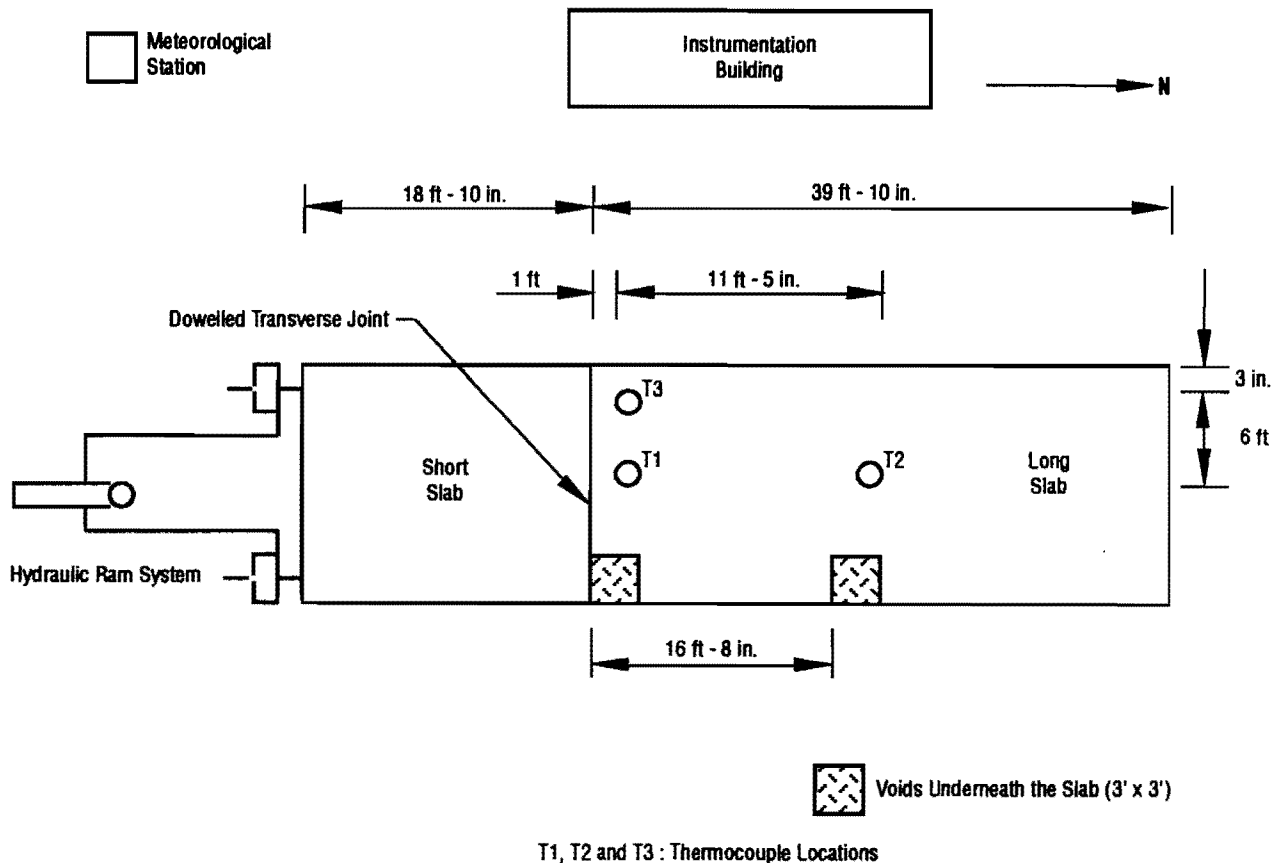 Meteorological
Station
Instrumentation
Building
N
18 ft - 10 in.
39 ft - 10 in.
1 ft
11 ft - 5 in.
Dowelled Transverse Joint
3 in.
T3
6 ft
Short
Slab
T1
T2
Long
Slab
Hydraulic Ram System
16 ft - 8 in.
Voids Underneath the Slab (3' x 3')
T1, T2 and T3 : Thermocouple Locations